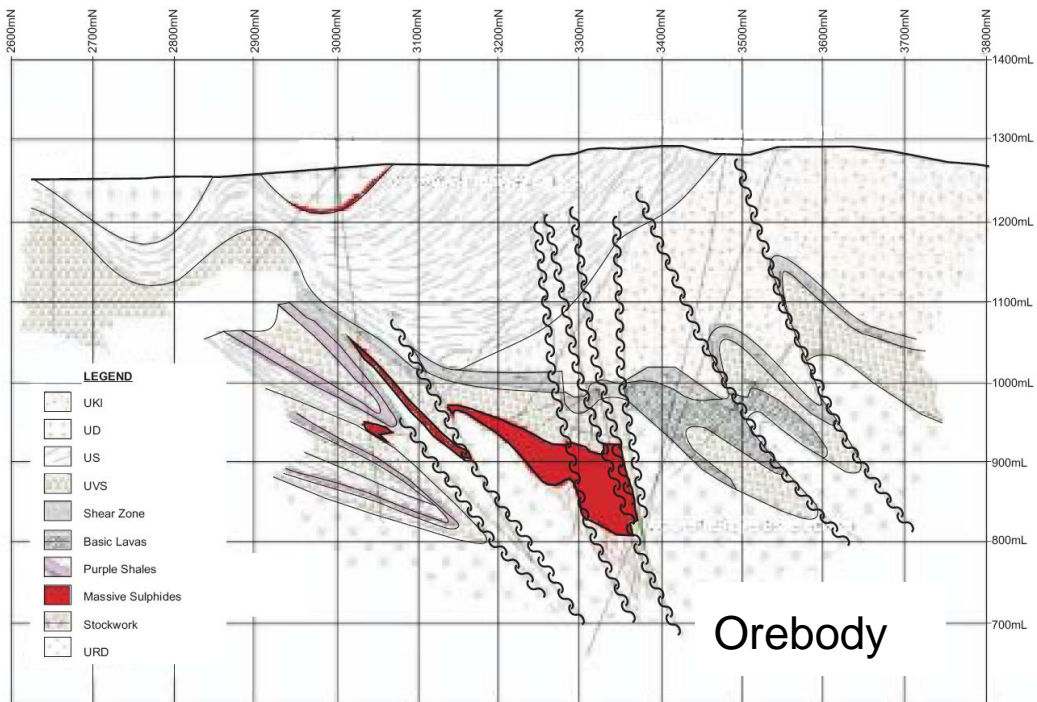 2600mN
2700mN
2800mN
2900mN
3000mN
3100mN
3200mN
3300mN
3400mN
3500mN
3600mN
3700mN
3800mN
1400mL
1300mL
1200mL
1100mL
1000mL
900mL
800mL
700mL
LEGEND
UKI
UD
US
UVS
Shear Zone
Basic Lavas
Purple Shales
Massive Sulphides
Stockwork
URD
Orebody